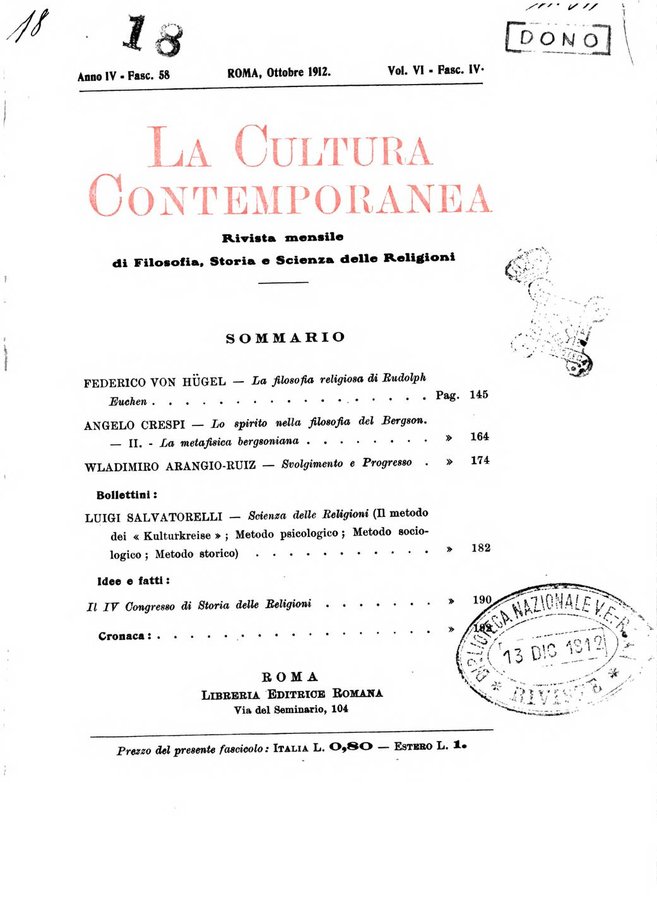 18
18
DONO
Anno IV - Fasc. 58 ROMA, Ottobre 1912. Vol. VI - Fasc. IV.
LA CULTURA
CONTEMPORANEA
Rivista mensile
di Filosofia, Storia e Scienza delle Religioni
SOMMARIO
FEDERICO VON HÜGEL — La filosofia religiosa di Rudolph
Euchen . . . . . . . . . . . . . . . . . Pag. 145
ANGELO CRESPI — Lo spirito nella filosofia del Bergson.
— II. - La metafisica bergsoniana . . . . . . . . » 164
WLADIMIRO ARANGIO-RUIZ — Svolgimento e Progresso . » 174
Bollettini:
LUIGI SALVATORELLI — Scienza delle Religioni (Il metodo
dei « Kulturkreise »; Metodo psicologico; Metodo socio-
logico; Metodo storico) . . . . . . . . . . . » 182
Idee e fatti:
Il IV Congresso di Storia delle Religioni . . . . . . . » 190
Cronaca: . . . . . . . . . . . . . . . . . »
BIBLIOTECA NAZIONALE V.E.
13 DIC 1912
* RIVISTE *
ROMA
LIBRERIA EDITRICE ROMANA
Via del Seminario, 104
Prezzo del presente fascicolo: ITALIA L. 0,80 — ESTERO L. 1.